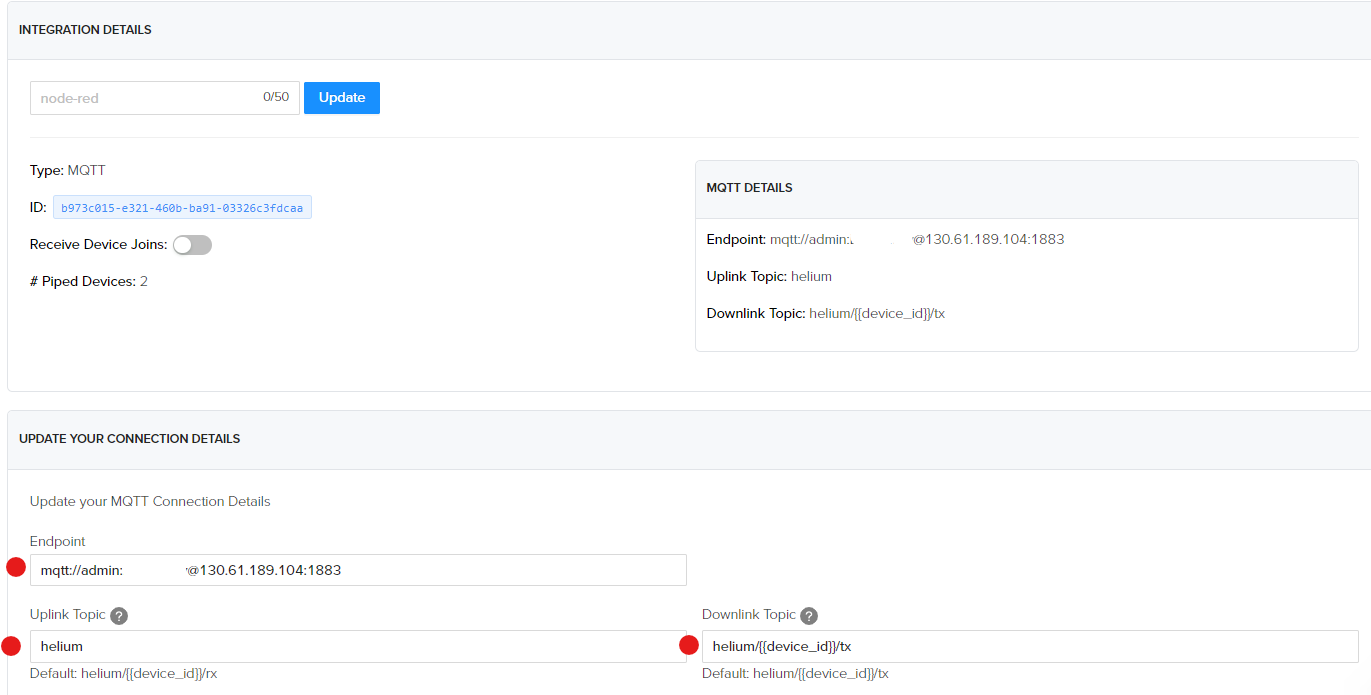 INTEGRATION DETAILS
node-red 0/50 Update
Type: MQTT
ID: b973c015-e321-460b-ba91-03326c3fdcaa
Receive Device Joins:
# Piped Devices: 2
MQTT DETAILS
Endpoint: mqtt://admin: @130.61.189.104:1883
Uplink Topic: helium
Downlink Topic: helium/{{device_id}}/tx
UPDATE YOUR CONNECTION DETAILS
Update your MQTT Connection Details
Endpoint
mqtt://admin: @130.61.189.104:1883
Uplink Topic ?
helium
Default: helium/{{device_id}}/rx
Downlink Topic ?
helium/{{device_id}}/tx
Default: helium/{{device_id}}/tx